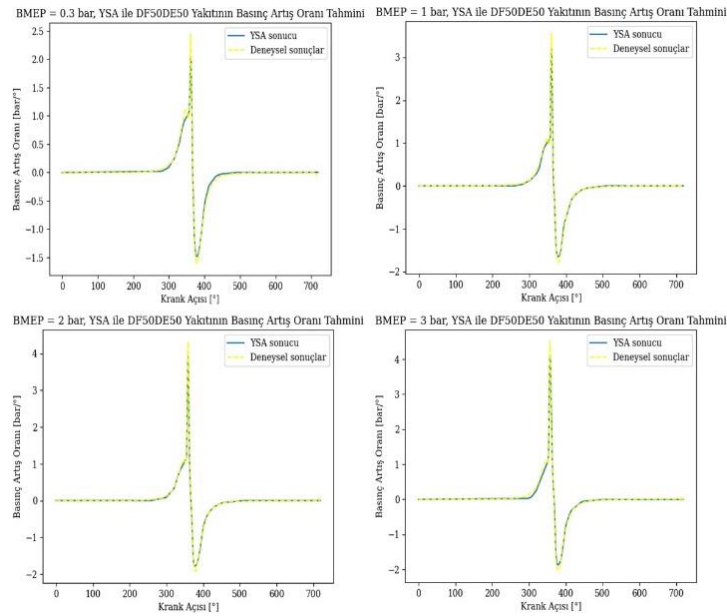 BMEP = 0.3 bar, YSA ile DF50DE50 Yakıtının Basınç Artış Oranı Tahmini
YSA sonucu
Deneysel sonuçlar
Basınç Artış Oranı [bar/°]
2.5
2.0
1.5
1.0
0.5
0.0
−0.5
−1.0
−1.5
0 100 200 300 400 500 600 700
Krank Açısı [°]
BMEP = 1 bar, YSA ile DF50DE50 Yakıtının Basınç Artış Oranı Tahmini
YSA sonucu
Deneysel sonuçlar
Basınç Artış Oranı [bar/°]
3
2
1
0
−1
−2
0 100 200 300 400 500 600 700
Krank Açısı [°]
BMEP = 2 bar, YSA ile DF50DE50 Yakıtının Basınç Artış Oranı Tahmini
YSA sonucu
Deneysel sonuçlar
Basınç Artış Oranı [bar/°]
4
3
2
1
0
−1
−2
0 100 200 300 400 500 600 700
Krank Açısı [°]
BMEP = 3 bar, YSA ile DF50DE50 Yakıtının Basınç Artış Oranı Tahmini
YSA sonucu
Deneysel sonuçlar
Basınç Artış Oranı [bar/°]
4
3
2
1
0
−1
−2
0 100 200 300 400 500 600 700
Krank Açısı [°]